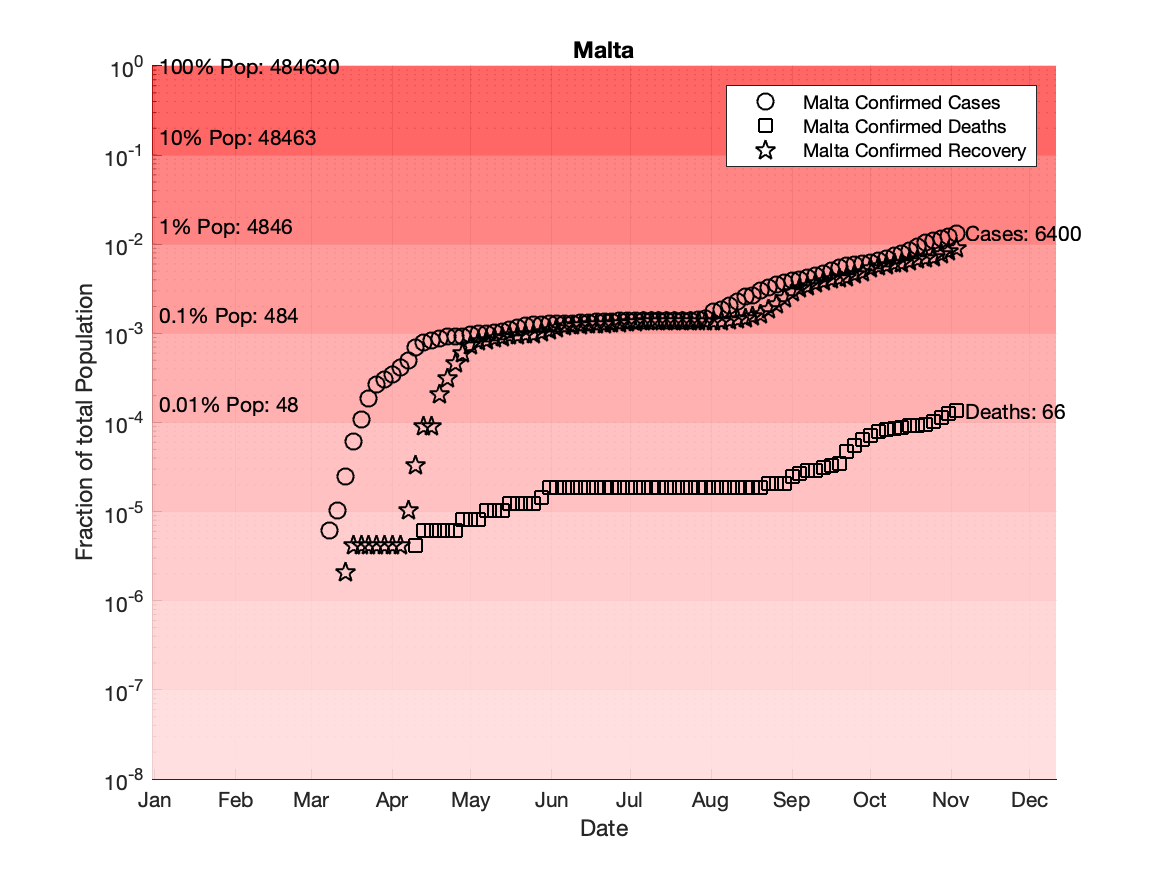 Malta
10^0
100% Pop: 484630
Malta Confirmed Cases
Malta Confirmed Deaths
Malta Confirmed Recovery
10% Pop: 48463
10^-1
1% Pop: 4846
10^-2
Cases: 6400
0.1% Pop: 484
10^-3
0.01% Pop: 48
10^-4
Deaths: 66
10^-5
10^-6
10^-7
10^-8
Fraction of total Population
Jan Feb Mar Apr May Jun Jul Aug Sep Oct Nov Dec
Date